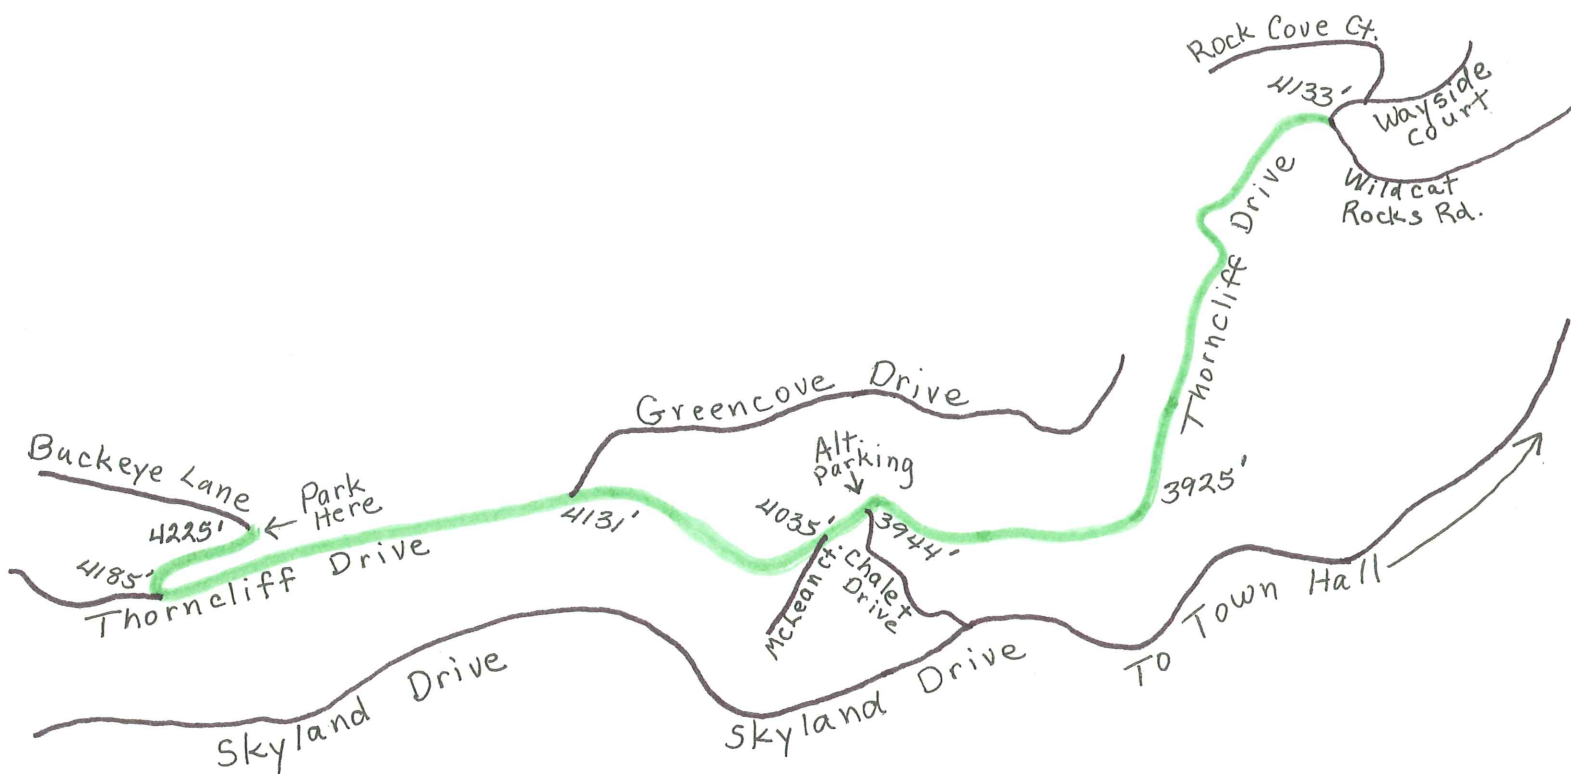 Rock Cove Ct.
4133'
Wayside
Court
Wildcat
Rocks Rd.
Thorncliff Drive
Greencove Drive
Alt.
Parking
Buckeye Lane
Park
Here
4225'
4131'
4035'
3944'
3925'
4185'
Thorncliff Drive
McLean Ct.
Chalet
Drive
Town Hall
To
Skyland Drive
Skyland Drive